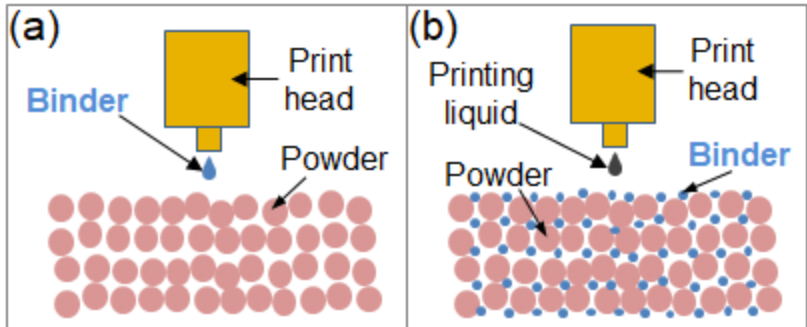 (a)
Print
head
Binder
Powder
(b)
Printing
liquid
Print
head
Binder
Powder